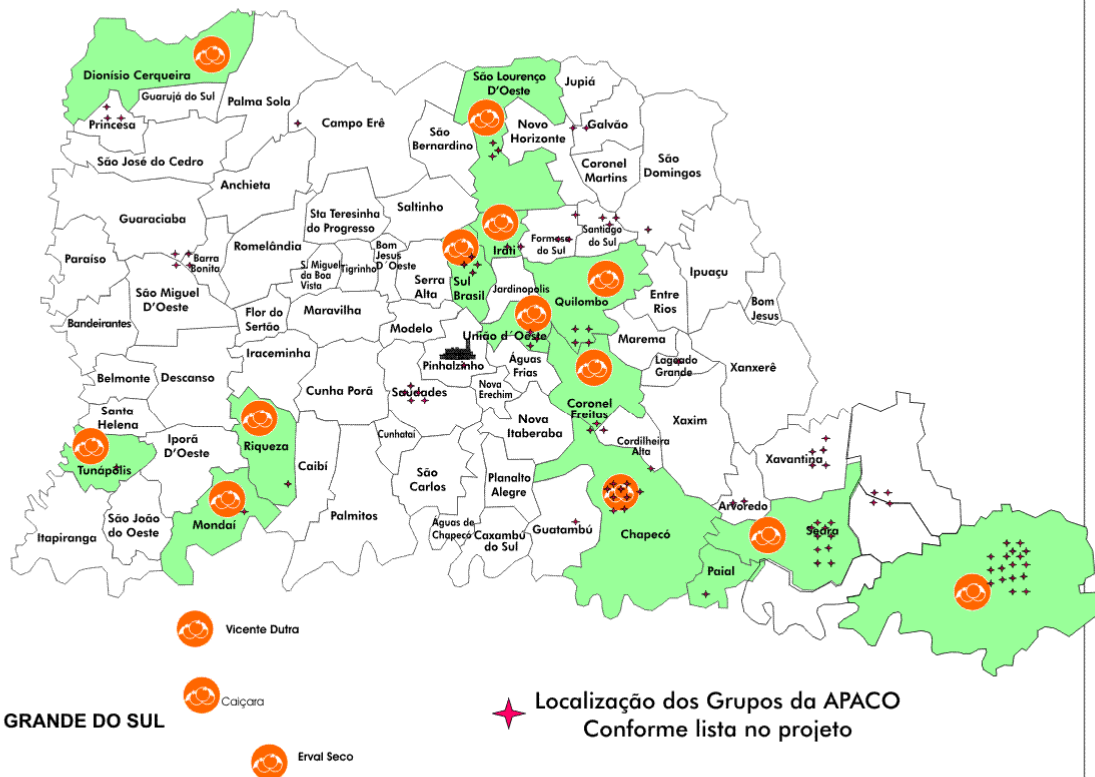 São Lourenço
D'Oeste
Jupiá
Dionísio Cerqueira
Guarujá do Sul
Palma Sola
Campo Erê
Princesa
São
Bernardino
Novo
Horizonte
Galvão
São José do Cedro
Coronel
Martins
São
Domingos
Anchieta
Saltinho
Guaraciaba
Sta Teresinha
do Progresso
Formosa
do Sul
Santiago
do Sul
Romelândia
Bom
Jesus
D´Oeste
Irati
Paraiso
Barra
Bonita
S. Miguel
da Boa
Vista
Tigrinho
Serra
Alta
Sul
Brasil
Jardinopolis
Quilombo
Ipuaçu
São Miguel
D'Oeste
Entre
Rios
Bom
Jesus
Bandeirantes
Flor do
Sertão
Maravilha
Modelo
União d´Oeste
Marema
Iraceminha
Pinhalzinho
Águas
Frias
Lageado
Grande
Xanxerê
Belmonte
Descanso
Cunha Porã
Saudades
Nova
Erechim
Coronel
Freitas
Santa
Helena
Nova
Itaberaba
Xaxim
Iporã
D'Oeste
Riqueza
Cunhataí
Cordilheira
Alta
Tunápolis
Caibí
São
Carlos
Planalto
Alegre
Xavantina
São João
do Oeste
Mondaí
Palmitos
Arvoredo
Itapiranga
Águas de
Chapecó
Caxambú
do Sul
Guatambú
Chapecó
Seara
Paial
Vicente Dutra
Caiçara
GRANDE DO SUL
Erval Seco
Localização dos Grupos da APACO
Conforme lista no projeto